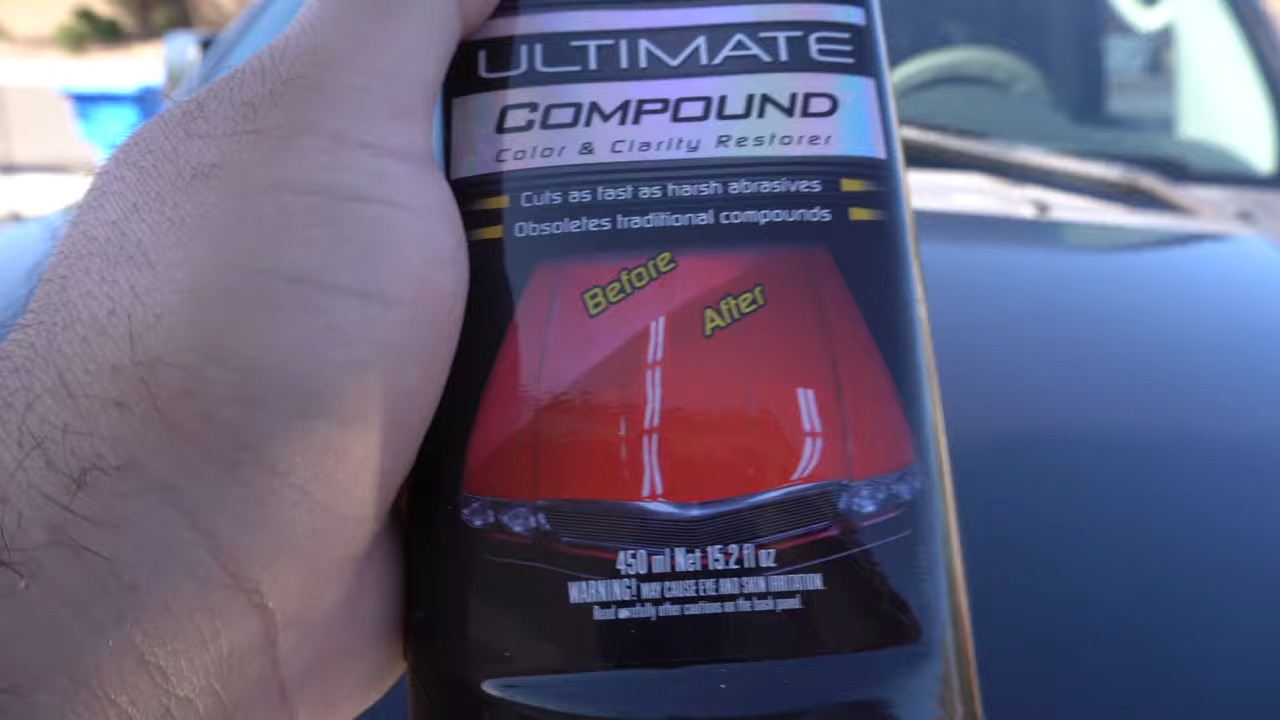 ULTIMATE
COMPOUND
Color & Clarity Restorer
Cuts as fast as harsh abrasives
Obsoletes traditional compounds
Before
After
450 ml Net 15.2 fl oz
WARNING! MAY CAUSE EYE AND SKIN IRRITATION.
Read carefully other cautions on the back panel.